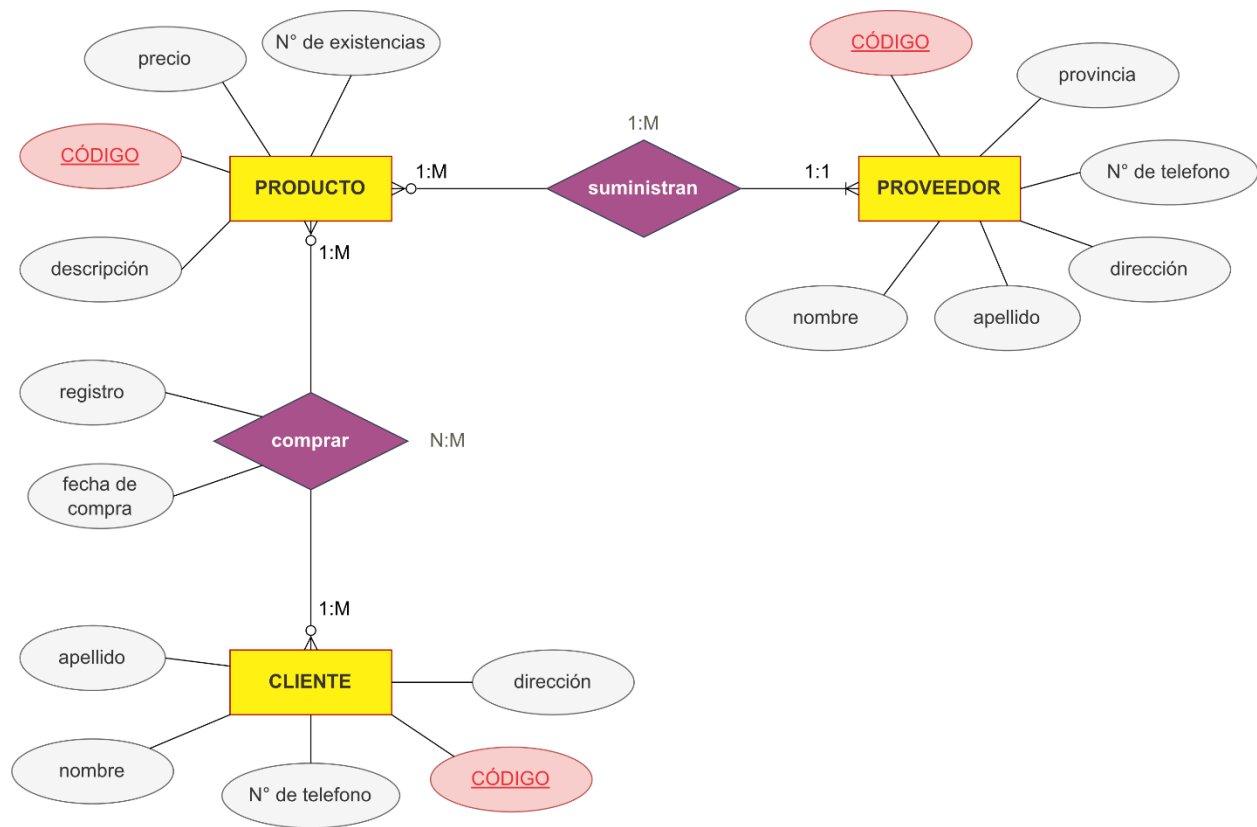 N° de existencias
precio
CÓDIGO
PRODUCTO
descripción
1:M
1:M
1:M
suministran
1:1
CÓDIGO
provincia
PROVEEDOR
N° de telefono
dirección
nombre
apellido
registro
comprar
N:M
fecha de
compra
1:M
apellido
CLIENTE
dirección
nombre
N° de telefono
CÓDIGO